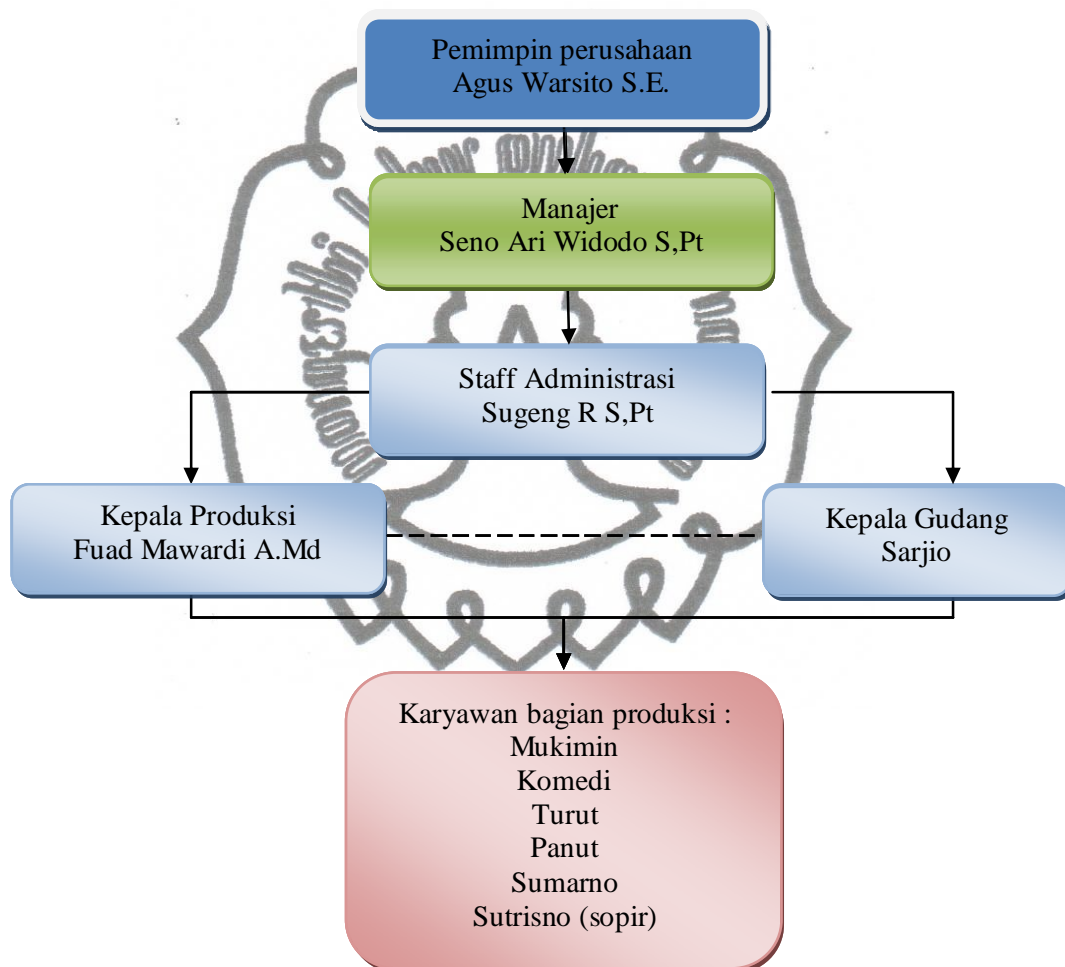 Pemimpin perusahaan
Agus Warsito S.E.
Manajer
Seno Ari Widodo S,Pt
Staff Administrasi
Sugeng R S,Pt
Kepala Produksi
Fuad Mawardi A.Md
Kepala Gudang
Sarjio
Karyawan bagian produksi :
Mukimin
Komedi
Turut
Panut
Sumarno
Sutrisno (sopir)